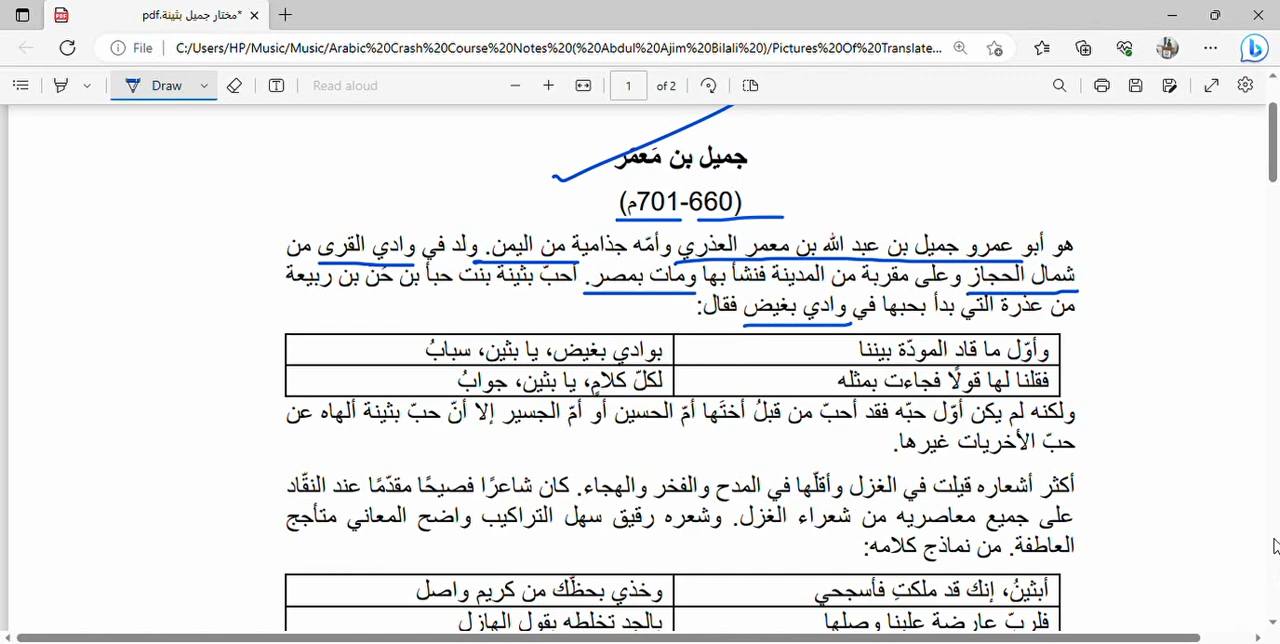 مختار جميل بثينة.pdf*
File
C:/Users/HP/Music/Music/Arabic%20Crash%20Course%20Notes%20(%20Abdul%20Ajim%20Bilali%20)/Pictures%20Of%20Translate...
Draw
Read aloud
1
of 2
جميل بن مَعمَر
(660-701م)
هو أبو عمرو جميل بن عبد الله بن معمر العذري وأمّه جذامية من اليمن. ولد في وادي القرى من
شمال الحجاز وعلى مقربة من المدينة فنشأ بها ومات بمصر. أحبّ بثينة بنت حبأ بن حُن بن ربيعة
من عذرة التي بدأ بحبها في وادي بغيض فقال:
وأوّل ما قاد المودّة بيننا بوادي بغيض، يا بثين، سبابُ
فقلنا لها قولًا فجاءت بمثله لكلّ كلامٍ، يا بثين، جوابُ
ولكنه لم يكن أوّل حبّه فقد أحبّ من قبلُ أختَها أمّ الحسين أو أمّ الجسير إلا أنّ حبّ بثينة ألهاه عن
حبّ الأخريات غيرها.
أكثر أشعاره قيلت في الغزل وأقلّها في المدح والفخر والهجاء. كان شاعرًا فصيحًا مقدّمًا عند النقّاد
على جميع معاصريه من شعراء الغزل. وشعره رقيق سهل التراكيب واضح المعاني متأجج
العاطفة. من نماذج كلامه:
أبثينُ، إنك قد ملكتِ فأسجحي وخذي بحظّك من كريم واصل
فلربّ عارضة علينا وصلها بالجد تخلطه بقول الهازل